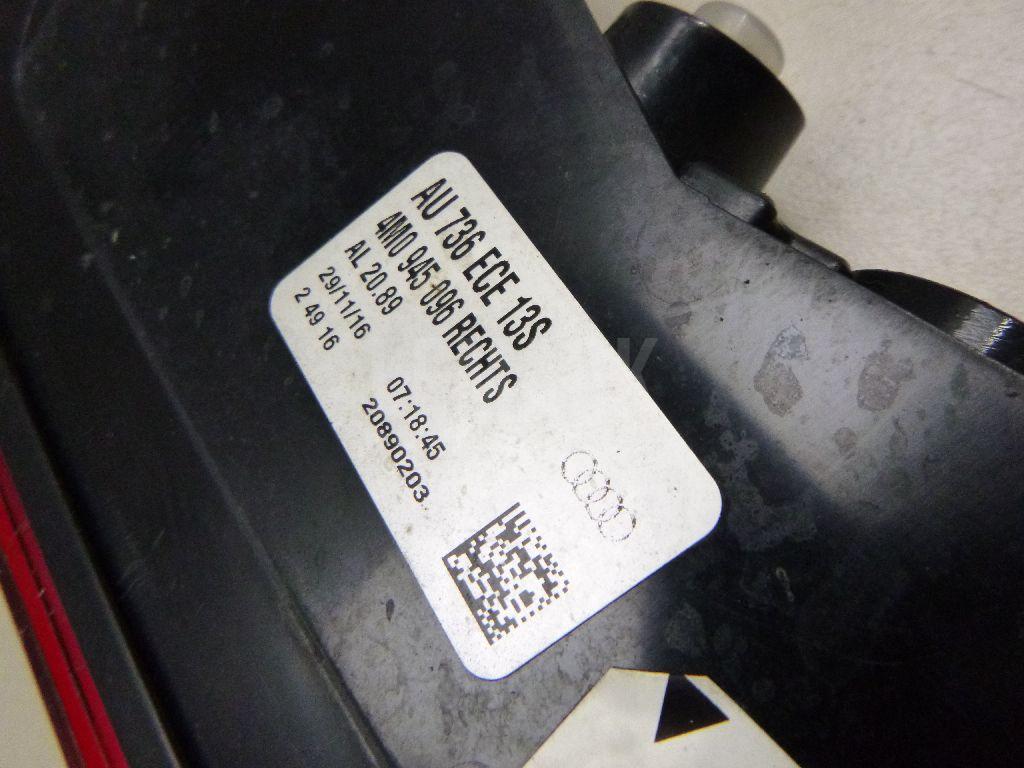 AU 736 ECE 13S
4M0 945 096 RECHTS
AL 20.89
29/11/16 07:18:45
2 49 16 20890203..